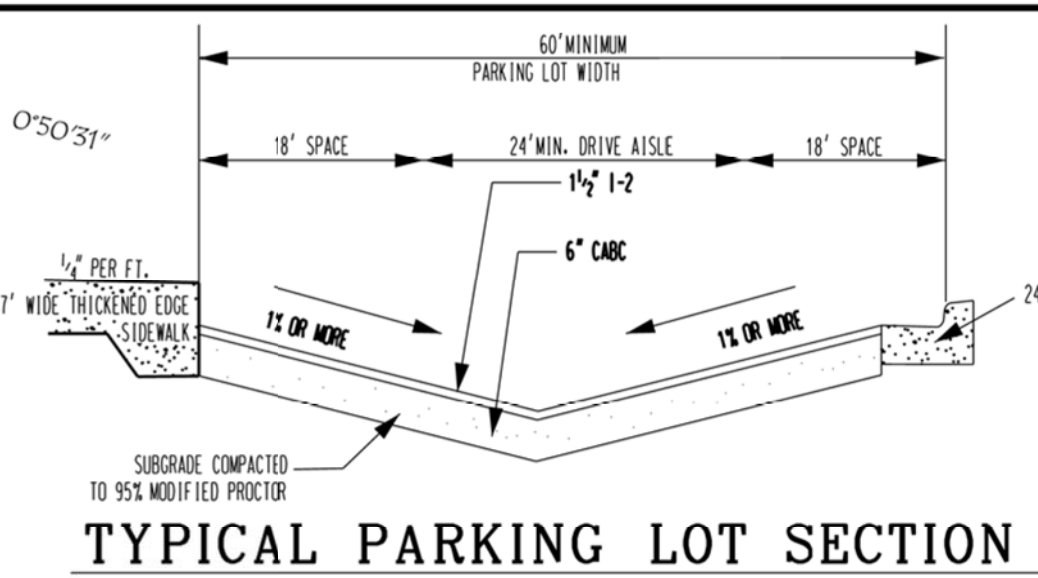 60'MINIMUM
PARKING LOT WIDTH
0°50'31"
18' SPACE
24'MIN. DRIVE AISLE
18' SPACE
1 1/2" I-2
6" CABC
1/4" PER FT.
7' WIDE THICKENED EDGE
SIDEWALK
24
1% OR MORE
1% OR MORE
SUBGRADE COMPACTED
TO 95% MODIFIED PROCTOR
TYPICAL PARKING LOT SECTION